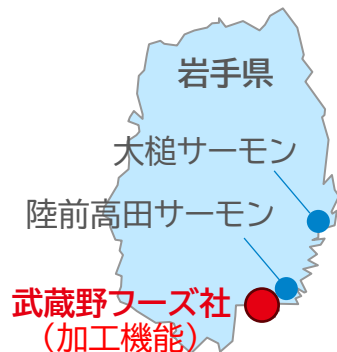 岩手県
大槌サーモン
陸前高田サーモン
武蔵野フーズ社
（加工機能）